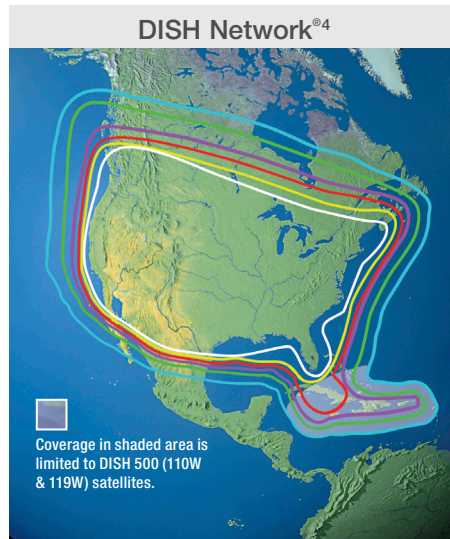 DISH Network®4
Coverage in shaded area is
limited to DISH 500 (110W
& 119W) satellites.